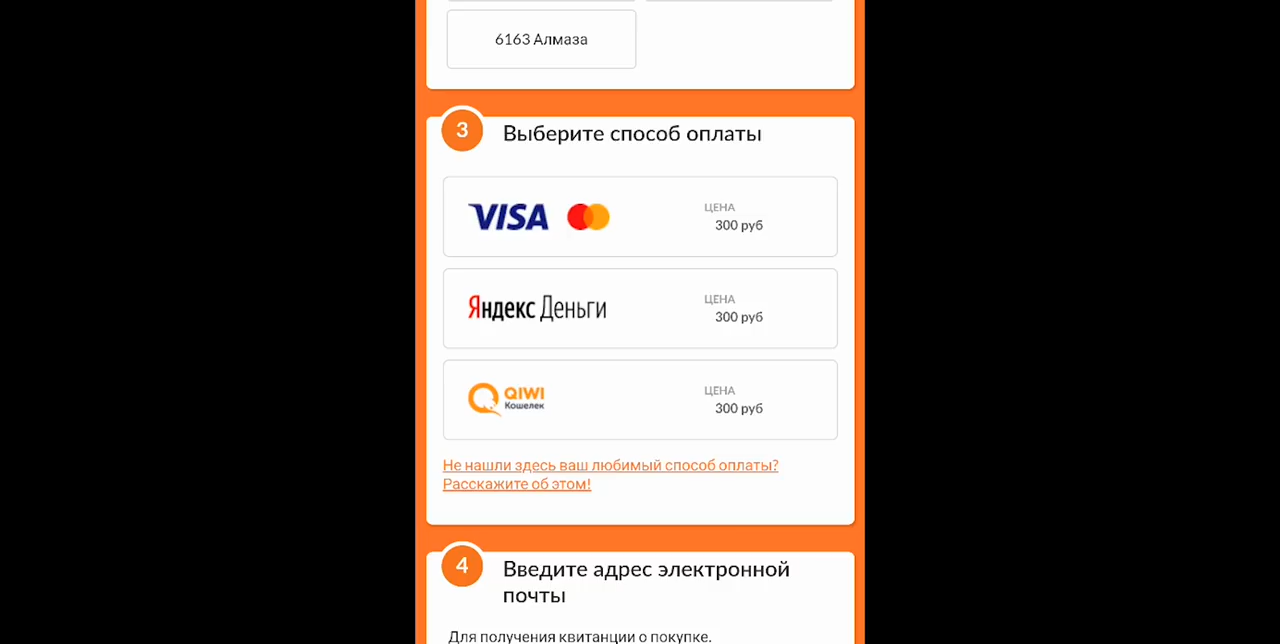 6163 Алмаза
3
Выберите способ оплаты
VISA
ЦЕНА
300 руб
Яндекс Деньги
ЦЕНА
300 руб
QIWI
Кошелек
ЦЕНА
300 руб
Не нашли здесь ваш любимый способ оплаты?
Расскажите об этом!
4
Введите адрес электронной
почты
Для получения квитанции о покупке.